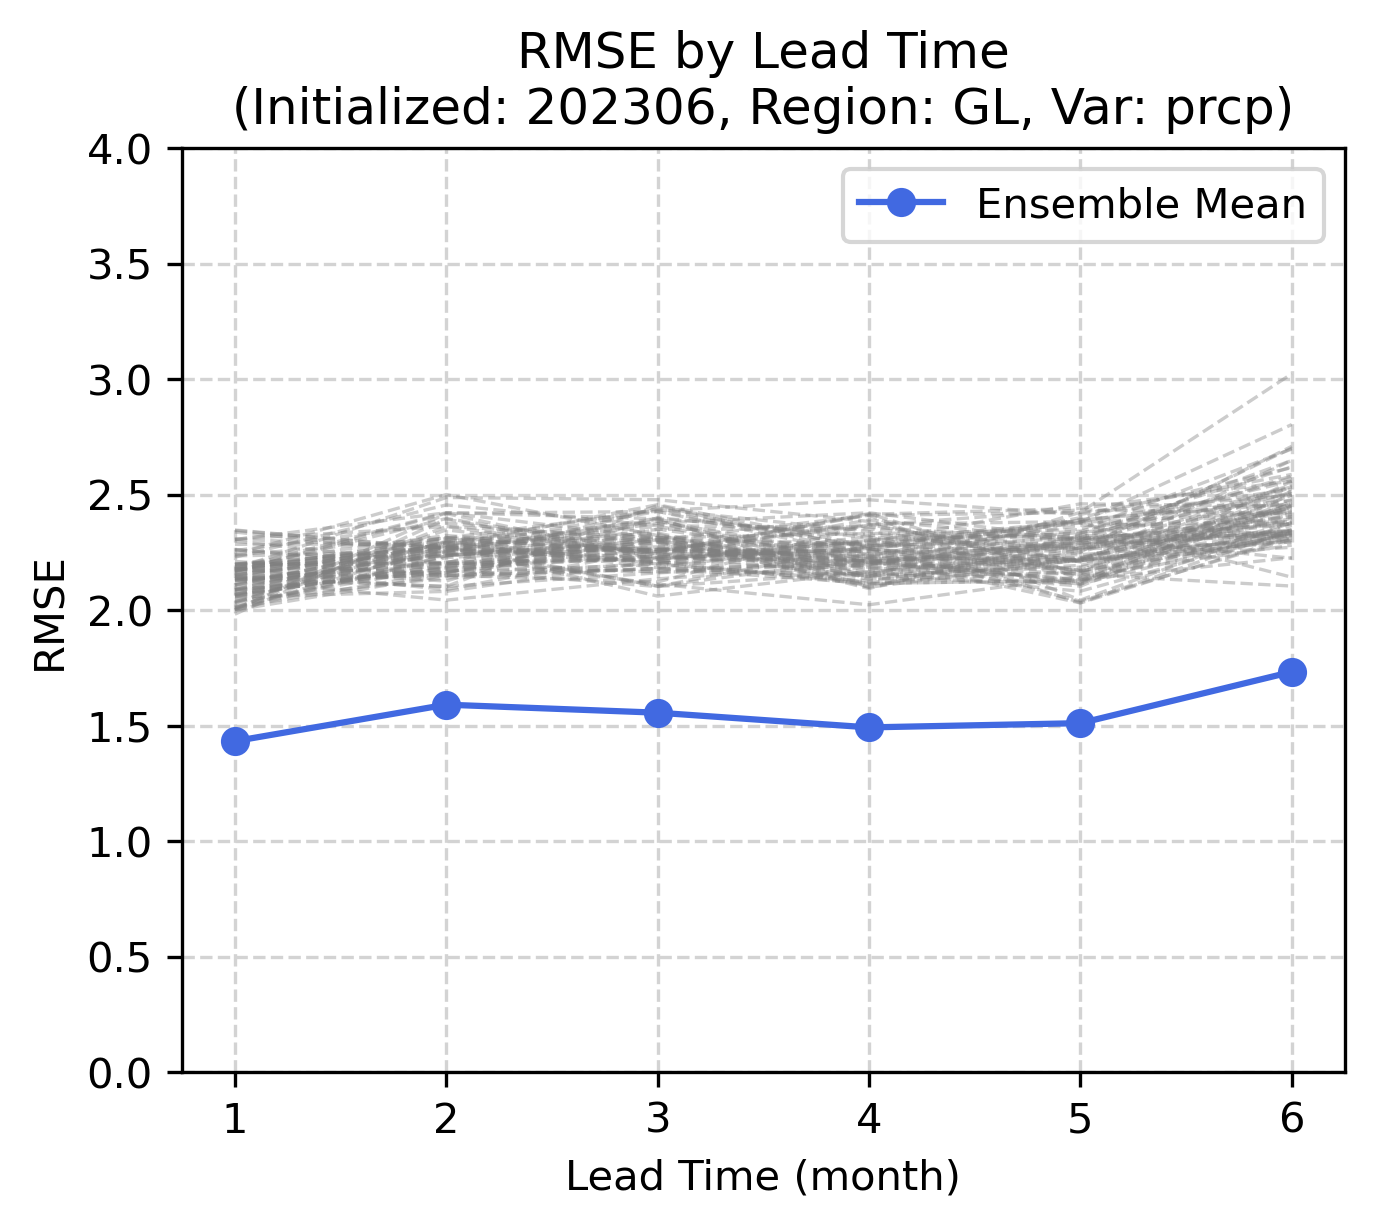 RMSE by Lead Time
(Initialized: 202306, Region: GL, Var: prcp)
Ensemble Mean
4.0
3.5
3.0
2.5
2.0
1.5
1.0
0.5
0.0
RMSE
1 2 3 4 5 6
Lead Time (month)